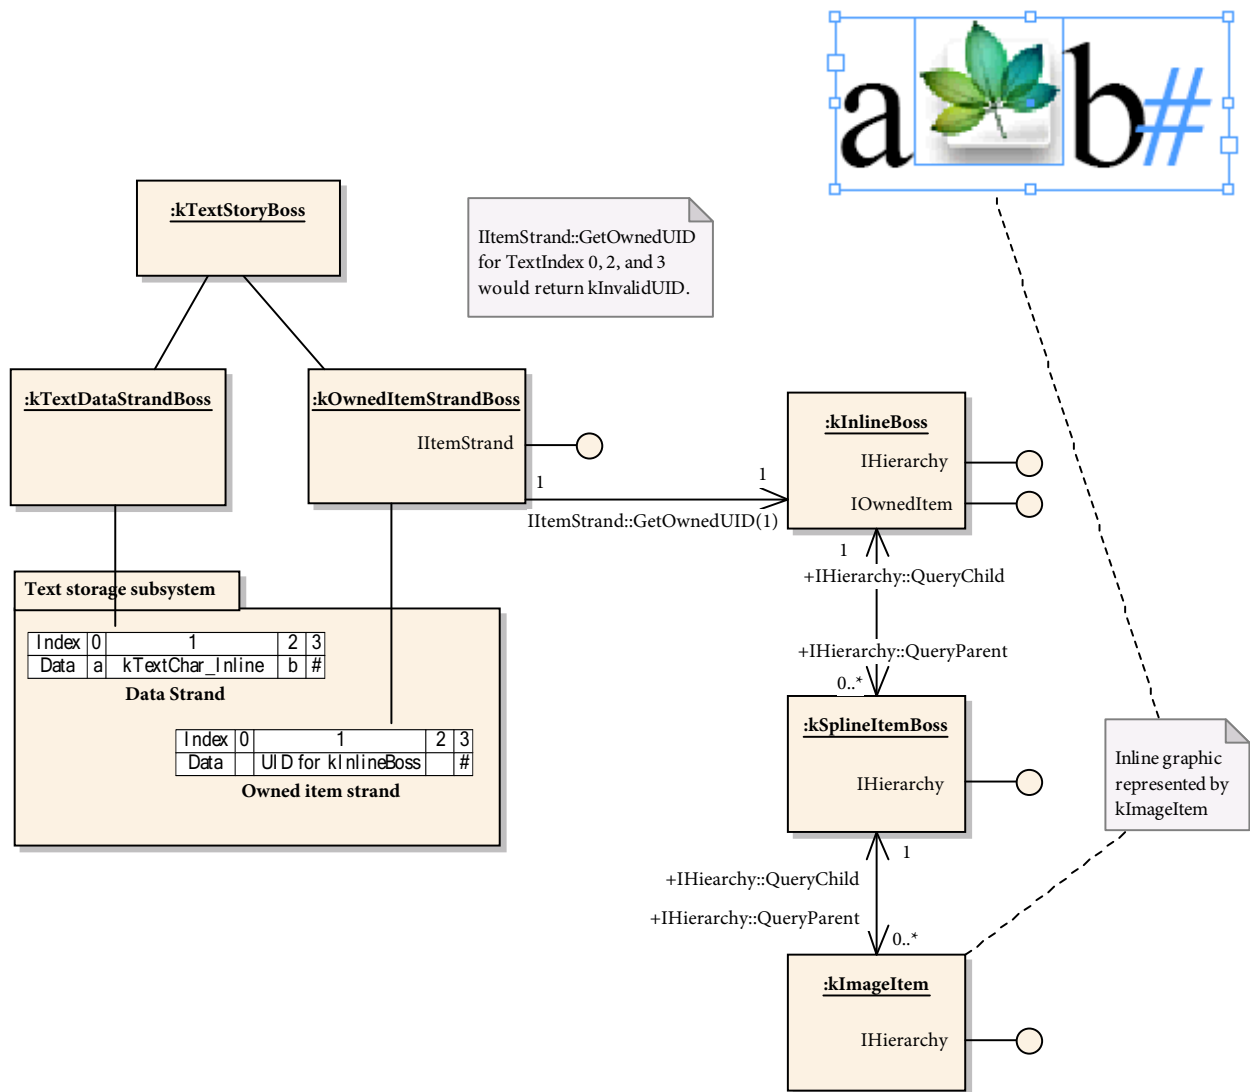 a b#
:kTextStoryBoss
IItemStrand::GetOwnedUID
for TextIndex 0, 2, and 3
would return kInvalidUID.
:kTextDataStrandBoss
:kOwnedItemStrandBoss
IItemStrand
:kInlineBoss
IHierarchy
IOwnedItem
1
1
IItemStrand::GetOwnedUID(1)
1
+IHierarchy::QueryChild
Text storage subsystem
Index 0 1 2 3
Data a kTextChar_Inline b #
Data Strand
+IHierarchy::QueryParent
0..*
:kSplineItemBoss
IHierarchy
Index 0 1 2 3
Data UID for kInlineBoss #
Owned item strand
Inline graphic
represented by
kImageItem
1
+IHiearchy::QueryChild
+IHierarchy::QueryParent
0..*
:kImageItem
IHierarchy